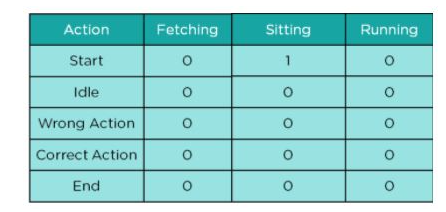 Action Fetching Sitting Running
Start 0 1 0
Idle 0 0 0
Wrong Action 0 0 0
Correct Action 0 0 0
End 0 0 0